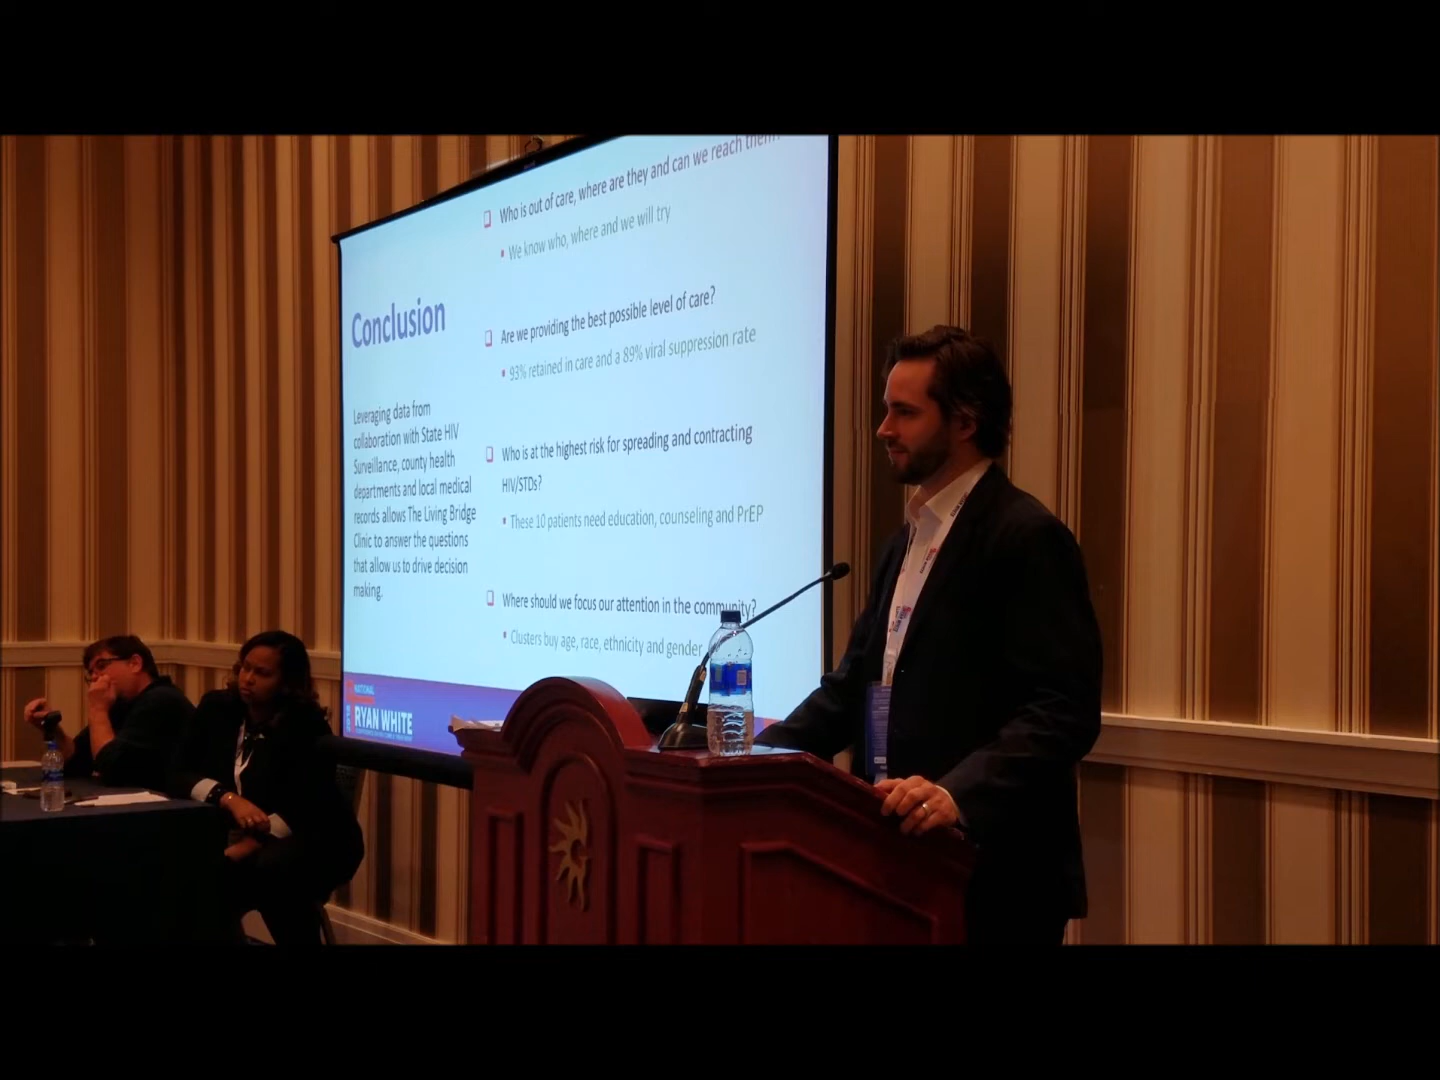 Who is out of care, where are they and can we reach them?
We know who, where and we will try
Conclusion
Are we providing the best possible level of care?
93% retained in care and a 89% viral suppression rate
Leveraging data from
collaboration with State HIV
Surveillance, county health
departments and local medical
records allows The Living Bridge
Clinic to answer the questions
that allow us to drive decision
making.
Who is at the highest risk for spreading and contracting
HIV/STDs?
These 10 patients need education, counseling and PrEP
Where should we focus our attention in the community?
Clusters buy age, race, ethnicity and gender
NATIONAL
RYAN WHITE